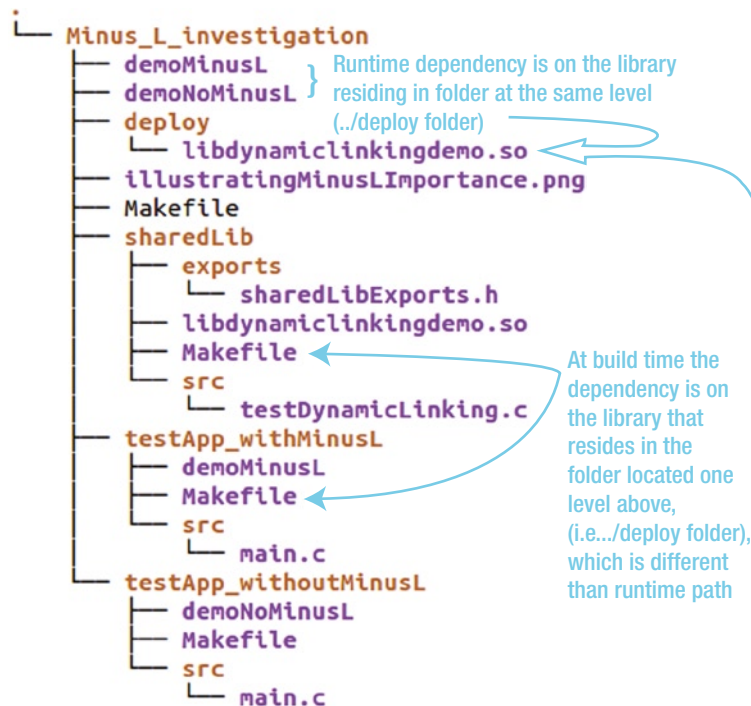 .
└── Minus_L_investigation
    ├── demoMinusL
    ├── demoNoMinusL
} Runtime dependency is on the library
residing in folder at the same level
(../deploy folder)
    ├── deploy
    │   └── libdynamiclinkingdemo.so
    ├── illustratingMinusLImportance.png
    ├── Makefile
    ├── sharedLib
    │   ├── exports
    │   │   └── sharedLibExports.h
    │   ├── libdynamiclinkingdemo.so
    │   ├── Makefile
    │   └── src
    │       └── testDynamicLinking.c
    ├── testApp_withMinusL
    │   ├── demoMinusL
    │   ├── Makefile
    │   └── src
    │       └── main.c
    └── testApp_withoutMinusL
        ├── demoNoMinusL
        ├── Makefile
        └── src
            └── main.c
At build time the
dependency is on
the library that
resides in the
folder located one
level above,
(i.e.../deploy folder),
which is different
than runtime path